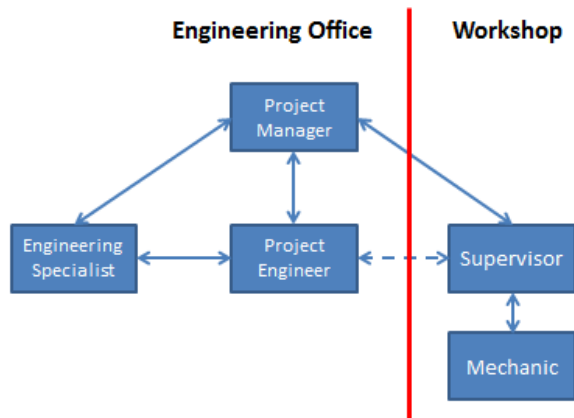 Engineering Office
Workshop
Project
Manager
Engineering
Specialist
Project
Engineer
Supervisor
Mechanic